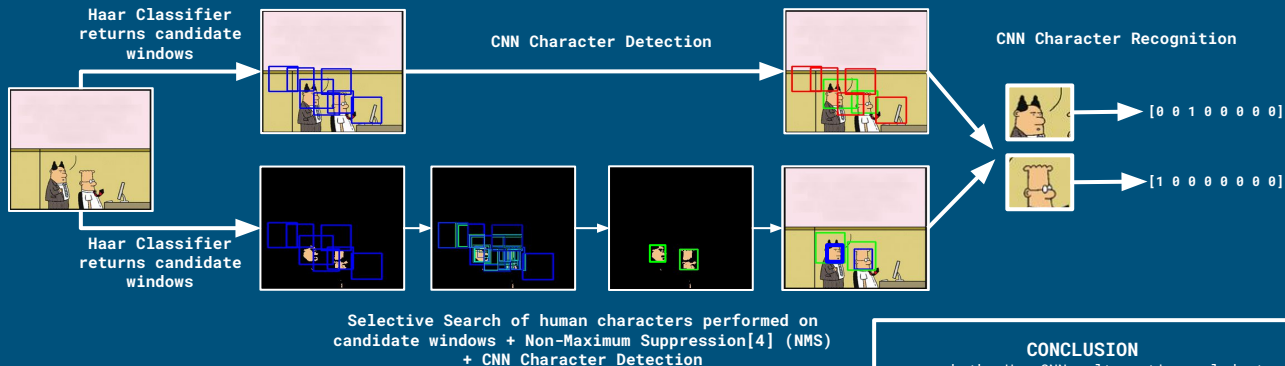 Haar Classifier
returns candidate
windows
CNN Character Detection
CNN Character Recognition
[0 0 1 0 0 0 0 0]
[1 0 0 0 0 0 0 0]
Haar Classifier
returns candidate
windows
Selective Search of human characters performed on
candidate windows + Non-Maximum Suppression[4] (NMS)
+ CNN Character Detection
CONCLUSION